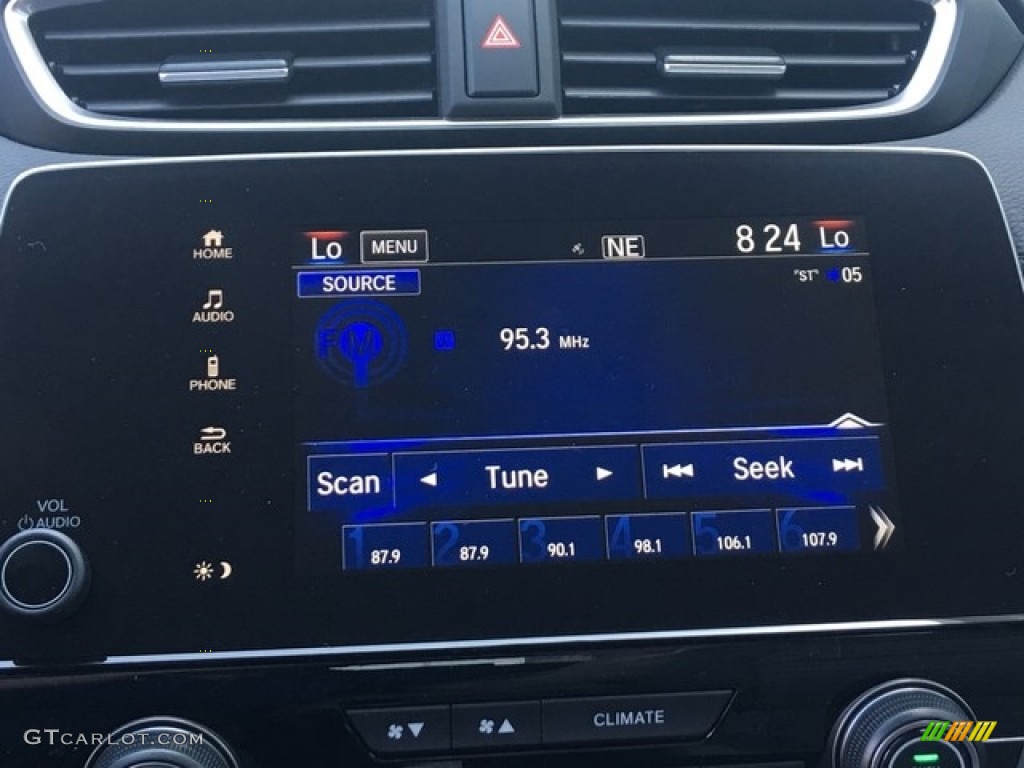 HOME
AUDIO
PHONE
BACK
VOL
AUDIO
Lo MENU NE 8 24 Lo
SOURCE "ST" 05
FM 95.3 MHz
Scan Tune Seek
1 87.9 2 87.9 3 90.1 4 98.1 5 106.1 6 107.9
CLIMATE
GTCARLOT.COM